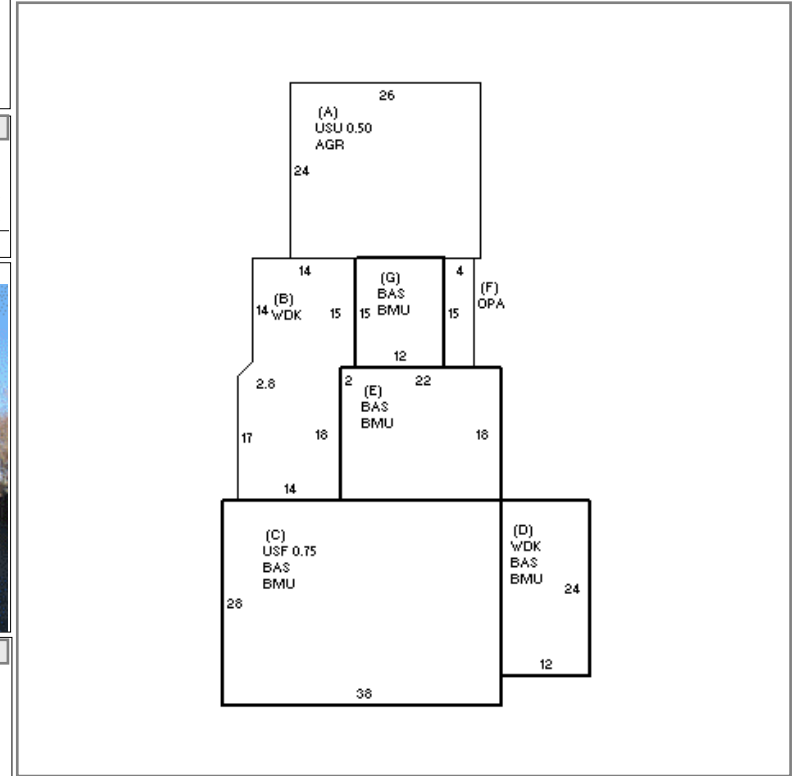 26
(A)
USU 0.50
AGR
24
14
(B)
WDK
14
15
(G)
BAS
BMU
15
12
4
15
(F)
OPA
2.8
17
18
14
2
22
(E)
BAS
BMU
18
(C)
USF 0.75
BAS
BMU
28
38
(D)
WDK
BAS
BMU
24
12